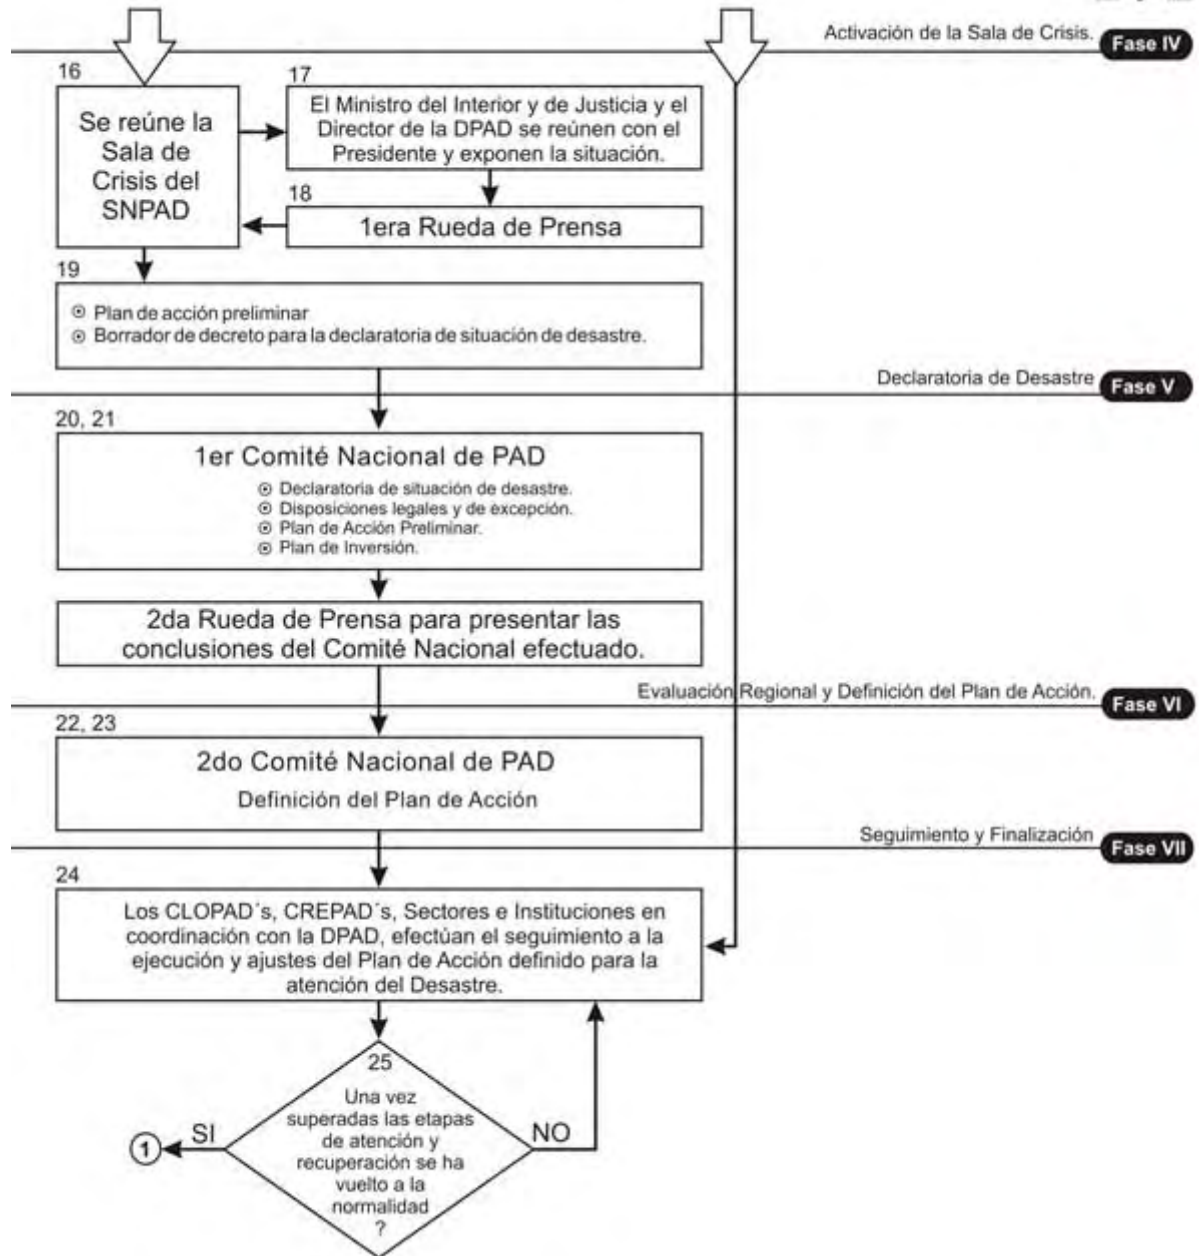 Activación de la Sala de Crisis.
Fase IV
16
Se reúne la
Sala de
Crisis del
SNPAD
17
El Ministro del Interior y de Justicia y el
Director de la DPAD se reúnen con el
Presidente y exponen la situación.
18
1era Rueda de Prensa
19
Plan de acción preliminar
Borrador de decreto para la declaratoria de situación de desastre.
Declaratoria de Desastre
Fase V
20, 21
1er Comité Nacional de PAD
Declaratoria de situación de desastre.
Disposiciones legales y de excepción.
Plan de Acción Preliminar.
Plan de Inversión.
2da Rueda de Prensa para presentar las
conclusiones del Comité Nacional efectuado.
Evaluación Regional y Definición del Plan de Acción.
Fase VI
22, 23
2do Comité Nacional de PAD
Definición del Plan de Acción
Seguimiento y Finalización
Fase VII
24
Los CLOPAD´s, CREPAD´s, Sectores e Instituciones en
coordinación con la DPAD, efectúan el seguimiento a la
ejecución y ajustes del Plan de Acción definido para la
atención del Desastre.
25
Una vez
superadas las etapas
de atención y
recuperación se ha
vuelto a la
normalidad
?
1
SI
NO